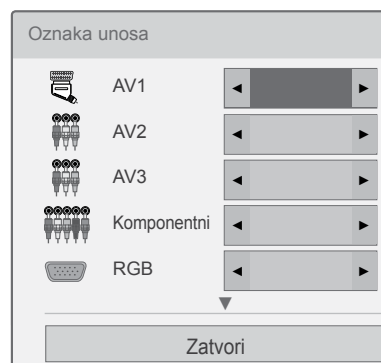 Oznaka unosa
AV1
AV2
AV3
Komponentni
RGB
Zatvori